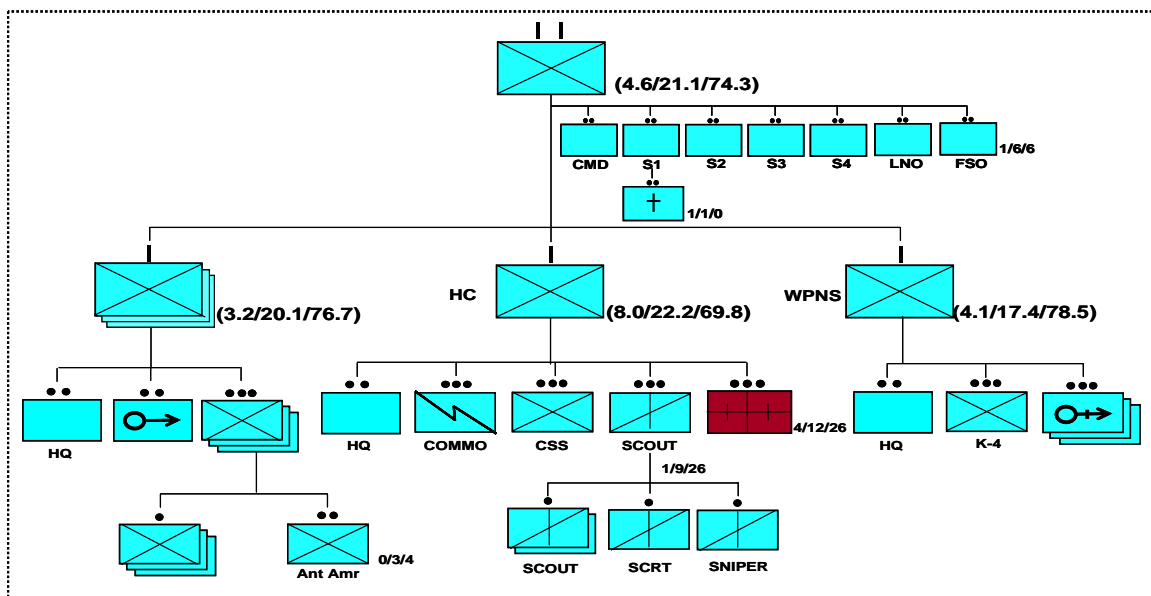 (4.6/21.1/74.3)
CMD S1 S2 S3 S4 LNO FSO 1/6/6
1/1/0
HC WPNS
(3.2/20.1/76.7) (8.0/22.2/69.8) (4.1/17.4/78.5)
4/12/26
HQ HQ COMMO CSS SCOUT HQ K-4
1/9/26
0/3/4
Ant Amr SCOUT SCRT SNIPER